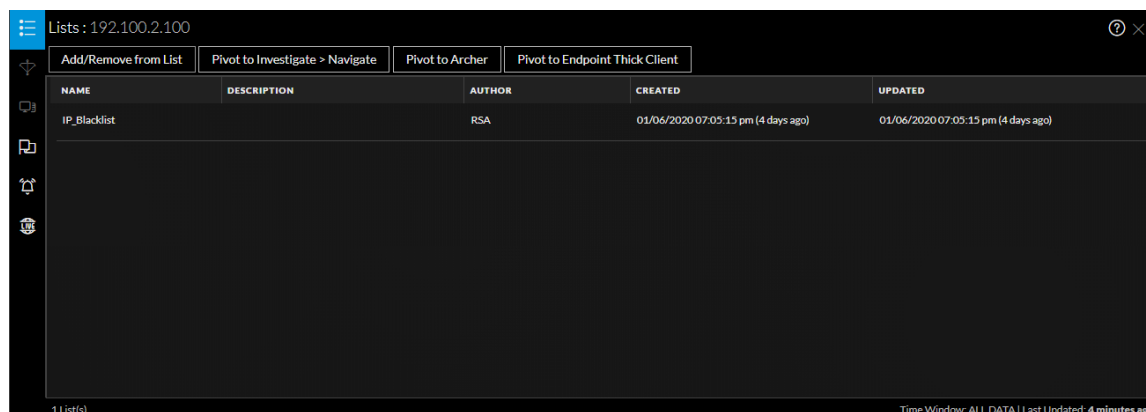 Lists : 192.100.2.100
Add/Remove from List Pivot to Investigate > Navigate Pivot to Archer Pivot to Endpoint Thick Client
NAME DESCRIPTION AUTHOR CREATED UPDATED
IP_Blacklist RSA 01/06/2020 07:05:15 pm (4 days ago) 01/06/2020 07:05:15 pm (4 days ago)
LIVE
1 List(s) Time Window: ALL DATA | Last Updated: 4 minutes ag